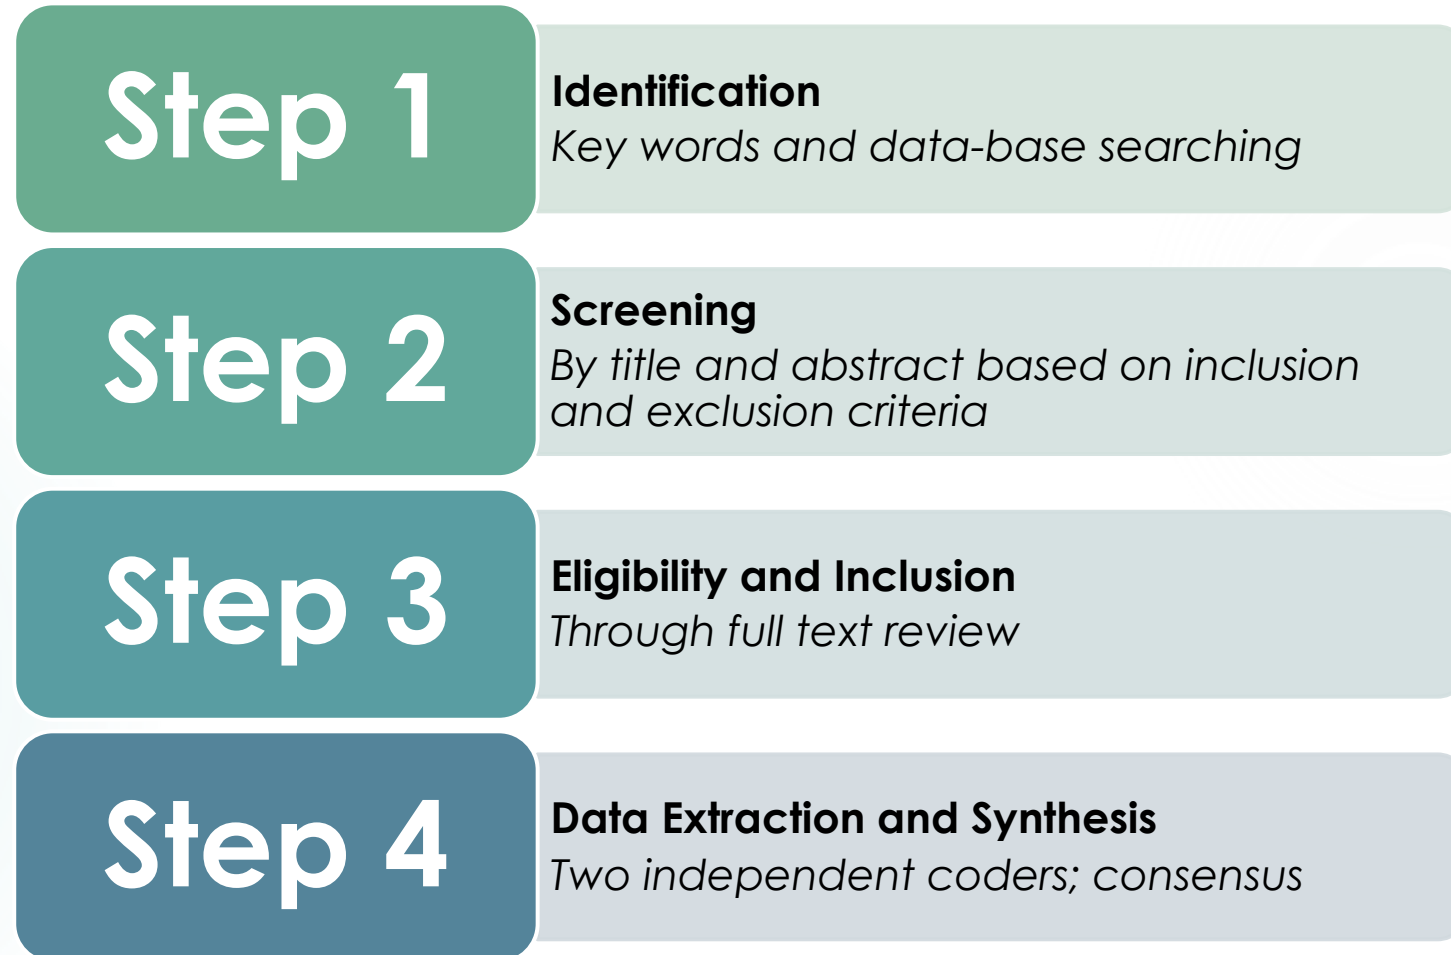 Step 1
Identification
Key words and data-base searching
Step 2
Screening
By title and abstract based on inclusion
and exclusion criteria
Step 3
Eligibility and Inclusion
Through full text review
Step 4
Data Extraction and Synthesis
Two independent coders; consensus